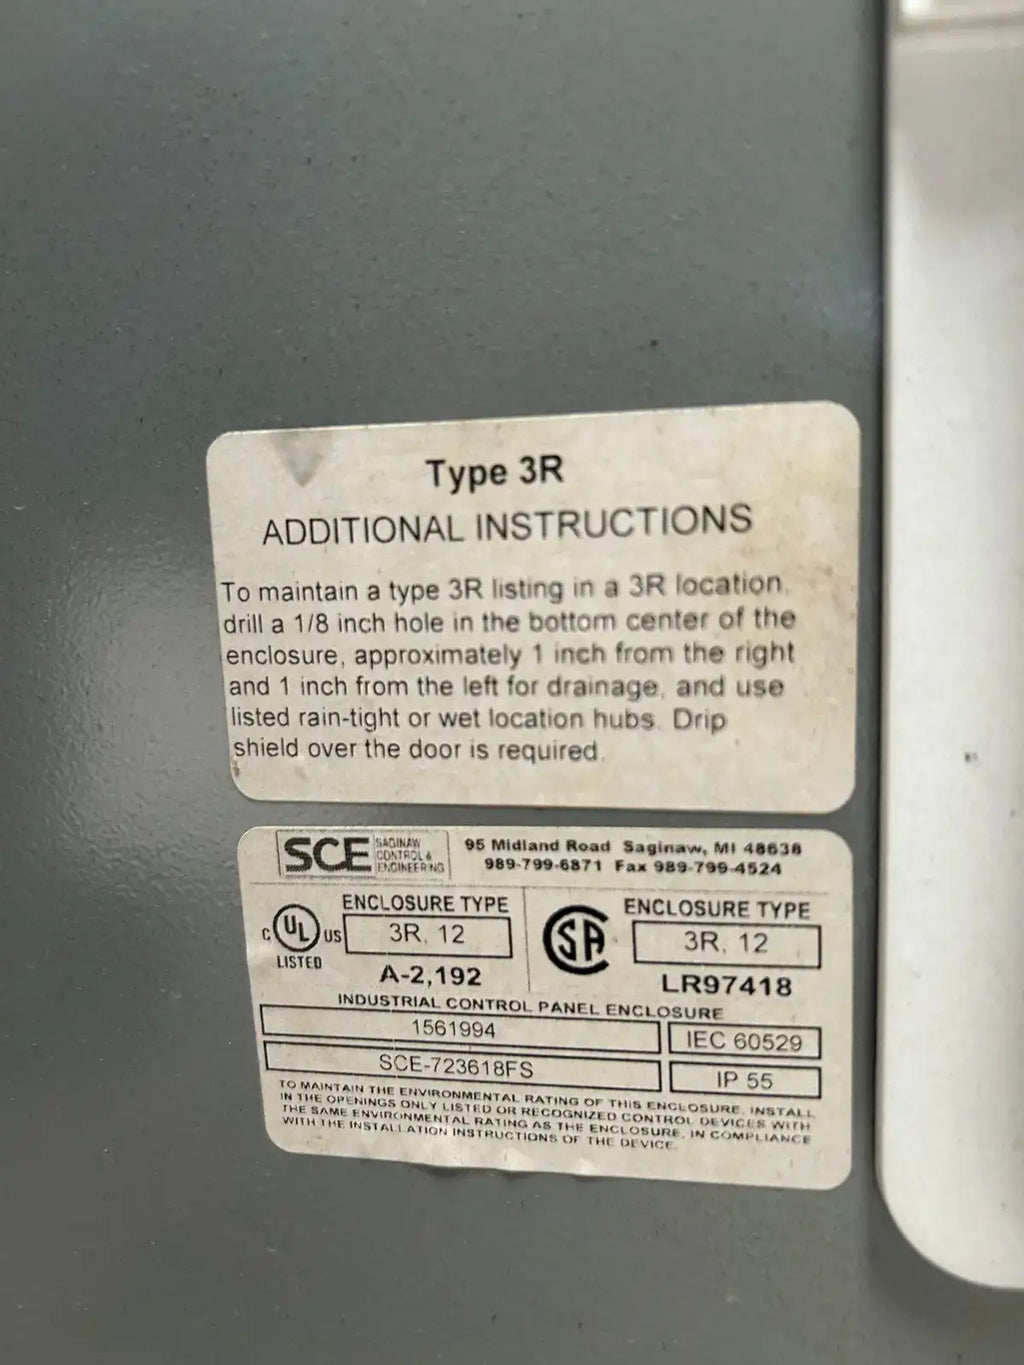 Type 3R
ADDITIONAL INSTRUCTIONS
To maintain a type 3R listing in a 3R location,
drill a 1/8 inch hole in the bottom center of the
enclosure, approximately 1 inch from the right
and 1 inch from the left for drainage, and use
listed rain-tight or wet location hubs. Drip
shield over the door is required.
SCE SAGINAW CONTROL & ENGINEERING
95 Midland Road Saginaw, MI 48638
989-799-6871 Fax 989-799-4524
ENCLOSURE TYPE
C UL US
LISTED
3R, 12
A-2,192
SA
ENCLOSURE TYPE
3R, 12
LR97418
INDUSTRIAL CONTROL PANEL ENCLOSURE
1561994
IEC 60529
SCE-723618FS
IP 55
TO MAINTAIN THE ENVIRONMENTAL RATING OF THIS ENCLOSURE, INSTALL
IN THE OPENINGS ONLY LISTED OR RECOGNIZED CONTROL DEVICES WITH
THE SAME ENVIRONMENTAL RATING AS THE ENCLOSURE, IN COMPLIANCE
WITH THE INSTALLATION INSTRUCTIONS OF THE DEVICE.